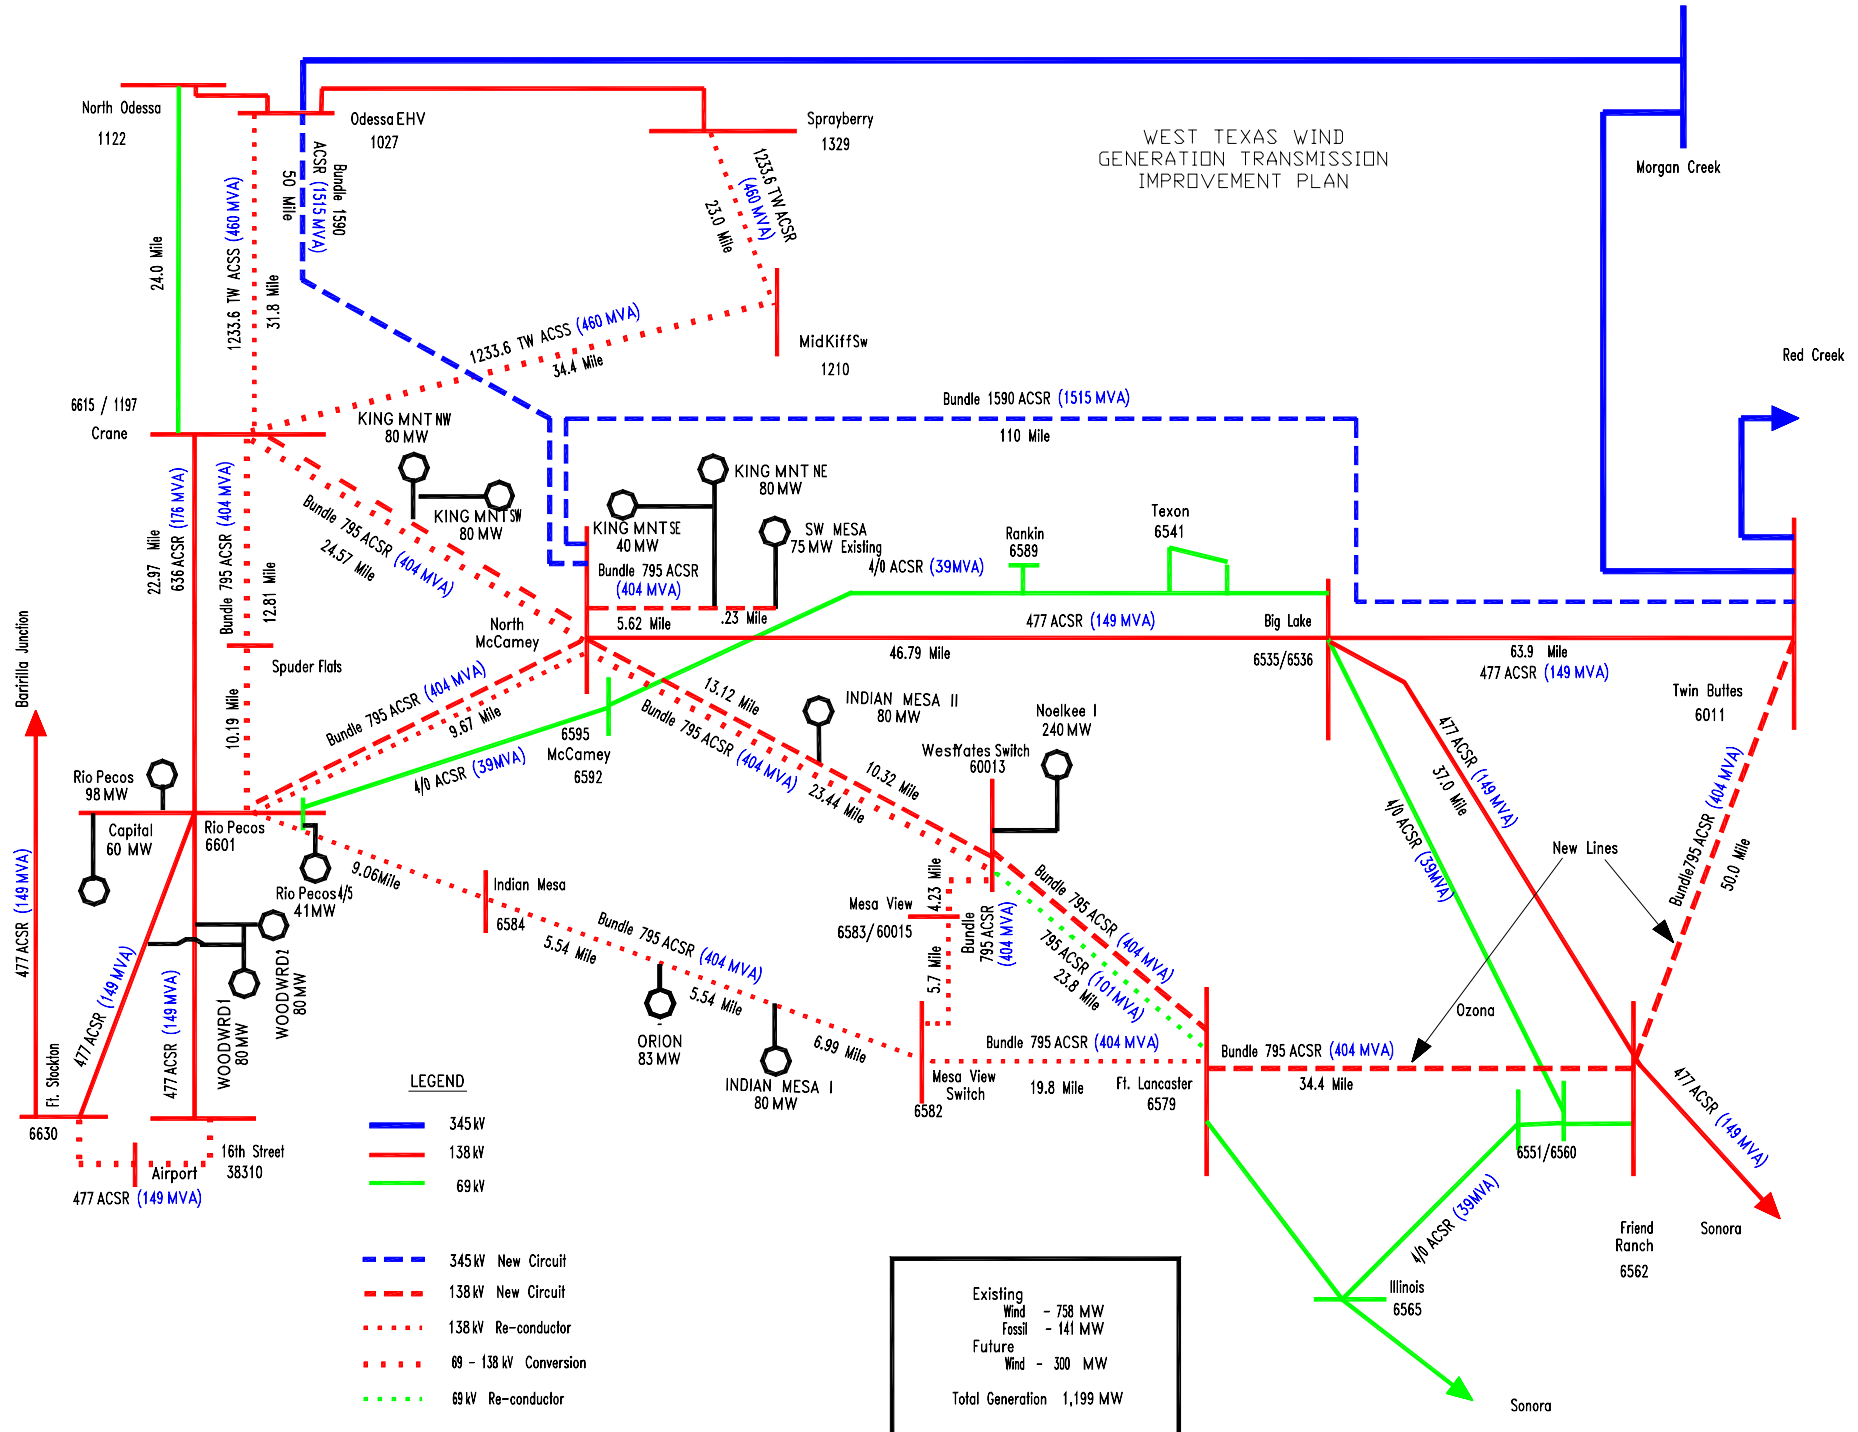 WEST TEXAS WIND
GENERATION TRANSMISSION
IMPROVEMENT PLAN
North Odessa
1122
Odessa EHV
1027
Sprayberry
1329
Morgan Creek
Red Creek
Bundle 1590
ACSR (1515 MVA)
50 Mile
1233.6 TW ACSR
(460 MVA)
23.0 Mile
24.0 Mile
1233.6 TW ACSS (460 MVA)
31.8 Mile
1233.6 TW ACSS (460 MVA)
34.4 Mile
MidKiffSw
1210
6615 / 1197
Crane
KING MNT NW
80 MW
KING MNT SW
80 MW
Bundle 1590 ACSR (1515 MVA)
110 Mile
KING MNT NE
80 MW
KING MNT SE
40 MW
SW MESA
75 MW Existing
Bundle 795 ACSR
(404 MVA)
5.62 Mile
.23 Mile
4/0 ACSR (39MVA)
Rankin
6589
Texon
6541
22.97 Mile
636 ACSR (176 MVA)
Bundle 795 ACSR (404 MVA)
12.81 Mile
Bundle 795 ACSR (404 MVA)
24.57 Mile
North
McCamey
477 ACSR (149 MVA)
46.79 Mile
Big Lake
6535/6536
63.9 Mile
477 ACSR (149 MVA)
Twin Buttes
6011
Baririlla Junction
Spuder Flats
10.19 Mile
Bundle 795 ACSR (404 MVA)
9.67 Mile
6595
McCamey
6592
4/0 ACSR (39MVA)
13.12 Mile
Bundle 795 ACSR (404 MVA)
10.32 Mile
23.44 Mile
INDIAN MESA II
80 MW
Noelkee I
240 MW
West Yates Switch
60013
477 ACSR (149 MVA)
37.0 Mile
4/0 ACSR (39MVA)
Bundle 795 ACSR (404 MVA)
50.0 Mile
New Lines
Rio Pecos
98 MW
Capital
60 MW
Rio Pecos
6601
Rio Pecos 4/5
41 MW
9.06 Mile
Indian Mesa
6584
Bundle 795 ACSR (404 MVA)
5.54 Mile
5.54 Mile
6.99 Mile
ORION
83 MW
INDIAN MESA I
80 MW
Mesa View
6583/60015
4.23 Mile
5.7 Mile
Bundle
795 ACSR
(404 MVA)
Bundle 795 ACSR (404 MVA)
795 ACSR (101MVA)
23.8 Mile
477 ACSR (149 MVA)
477 ACSR (149 MVA)
477 ACSR (149 MVA)
WOODWRD1
80 MW
WOODWRD2
80 MW
Ft. Stockton
6630
Airport
477 ACSR (149 MVA)
16th Street
38310
Mesa View
Switch
6582
Bundle 795 ACSR (404 MVA)
19.8 Mile
Ft. Lancaster
6579
Ozona
Bundle 795 ACSR (404 MVA)
34.4 Mile
6551/6560
4/0 ACSR (39MVA)
477 ACSR (149 MVA)
Friend
Ranch
6562
Sonora
Illinois
6565
Sonora
LEGEND
345 kV
138 kV
69 kV
345 kV New Circuit
138 kV New Circuit
138 kV Re-conductor
69 - 138 kV Conversion
69 kV Re-conductor
Existing
Wind - 758 MW
Fossil - 141 MW
Future
Wind - 300 MW
Total Generation 1,199 MW